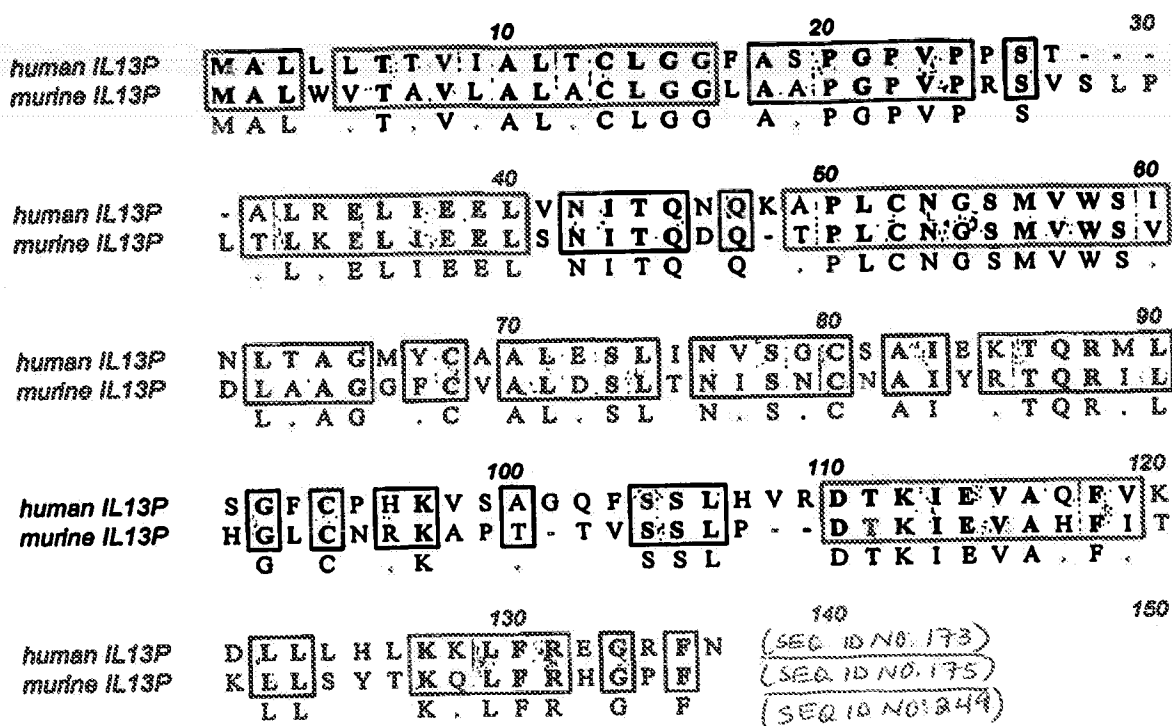 10 20 30
human IL13P M A L L L T T V I A L T C L G G F A S P G P V P P S T - - -
murine IL13P M A L W V T A V L A L A C L G G L A A P G P V P R S V S L P
M A L . T . V . A L . C L G G A . P G P V P S
40 50 60
human IL13P - A L R E L I E E L V N I T Q N Q K A P L C N G S M V W S I
murine IL13P L T L K E L I E E L S N I T Q D Q - T P L C N G S M V W S V
. L . E L I E E L N I T Q Q . P L C N G S M V W S .
70 80 90
human IL13P N L T A G M Y C A A L E S L I N V S G C S A I E K T Q R M L
murine IL13P D L A A G G F C V A L D S L T N I S N C N A I Y R T Q R I L
L . A G . C A L . S L N . S . C A I . T Q R . L
100 110 120
human IL13P S G F C P H K V S A G Q F S S L H V R D T K I E V A Q F V K
murine IL13P H G L C N R K A P T - T V S S L P - - D T K I E V A H F I T
G C . K . S S L D T K I E V A . F .
130 140 150
human IL13P D L L L H L K K L F R E G R F N (SEQ ID NO: 173)
murine IL13P K L L S Y T K Q L F R H G P F (SEQ ID NO: 175)
L L K . L F R G F (SEQ ID NO: 249)